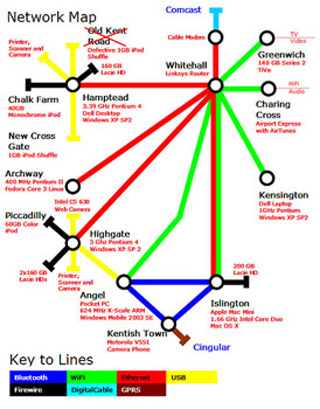 Network Map
Comcast
Old Kent
Road
Defective 1GB iPod
Shuffle
Printer,
Scanner and
Camera
Cable Modem
TV
Video
Greenwich
140 GB Series 2
TiVo
2x160 GB
Lacie HD
Whitehall
Linksys Router
Chalk Farm
40GB
Monochrome iPod
Hamptead
3.39 GHz Pentium 4
Dell Desktop
Windows XP SP2
HiFi
Audio
Charing
Cross
Airport Express
with AirTunes
New Cross
Gate
1GB iPod Shuffle
Archway
400 MHz Pentium II
Fedora Core 3 Linux
Kensington
Dell Laptop
1GHz Pentium
Windows XP SP2
Intel CS 630
Web Camera
Piccadilly
60GB Color
iPod
Highgate
3 Ghz Pentium 4
Windows XP SP 2
2x160 GB
Lacie HDs
Printer,
Scanner and
Camera
200 GB
Lacie HD
Angel
Pocket PC
624 MHz X-Scale ARM
Windows Mobile 2003 SE
Islington
Apple Mac Mini
1.66 GHz Intel Core Duo
Mac OS X
Kentish Town
Motorola V551
Camera Phone
Cingular
Key to Lines
Bluetooth WiFi Ethernet USB
Firewire DigitalCable GPRS